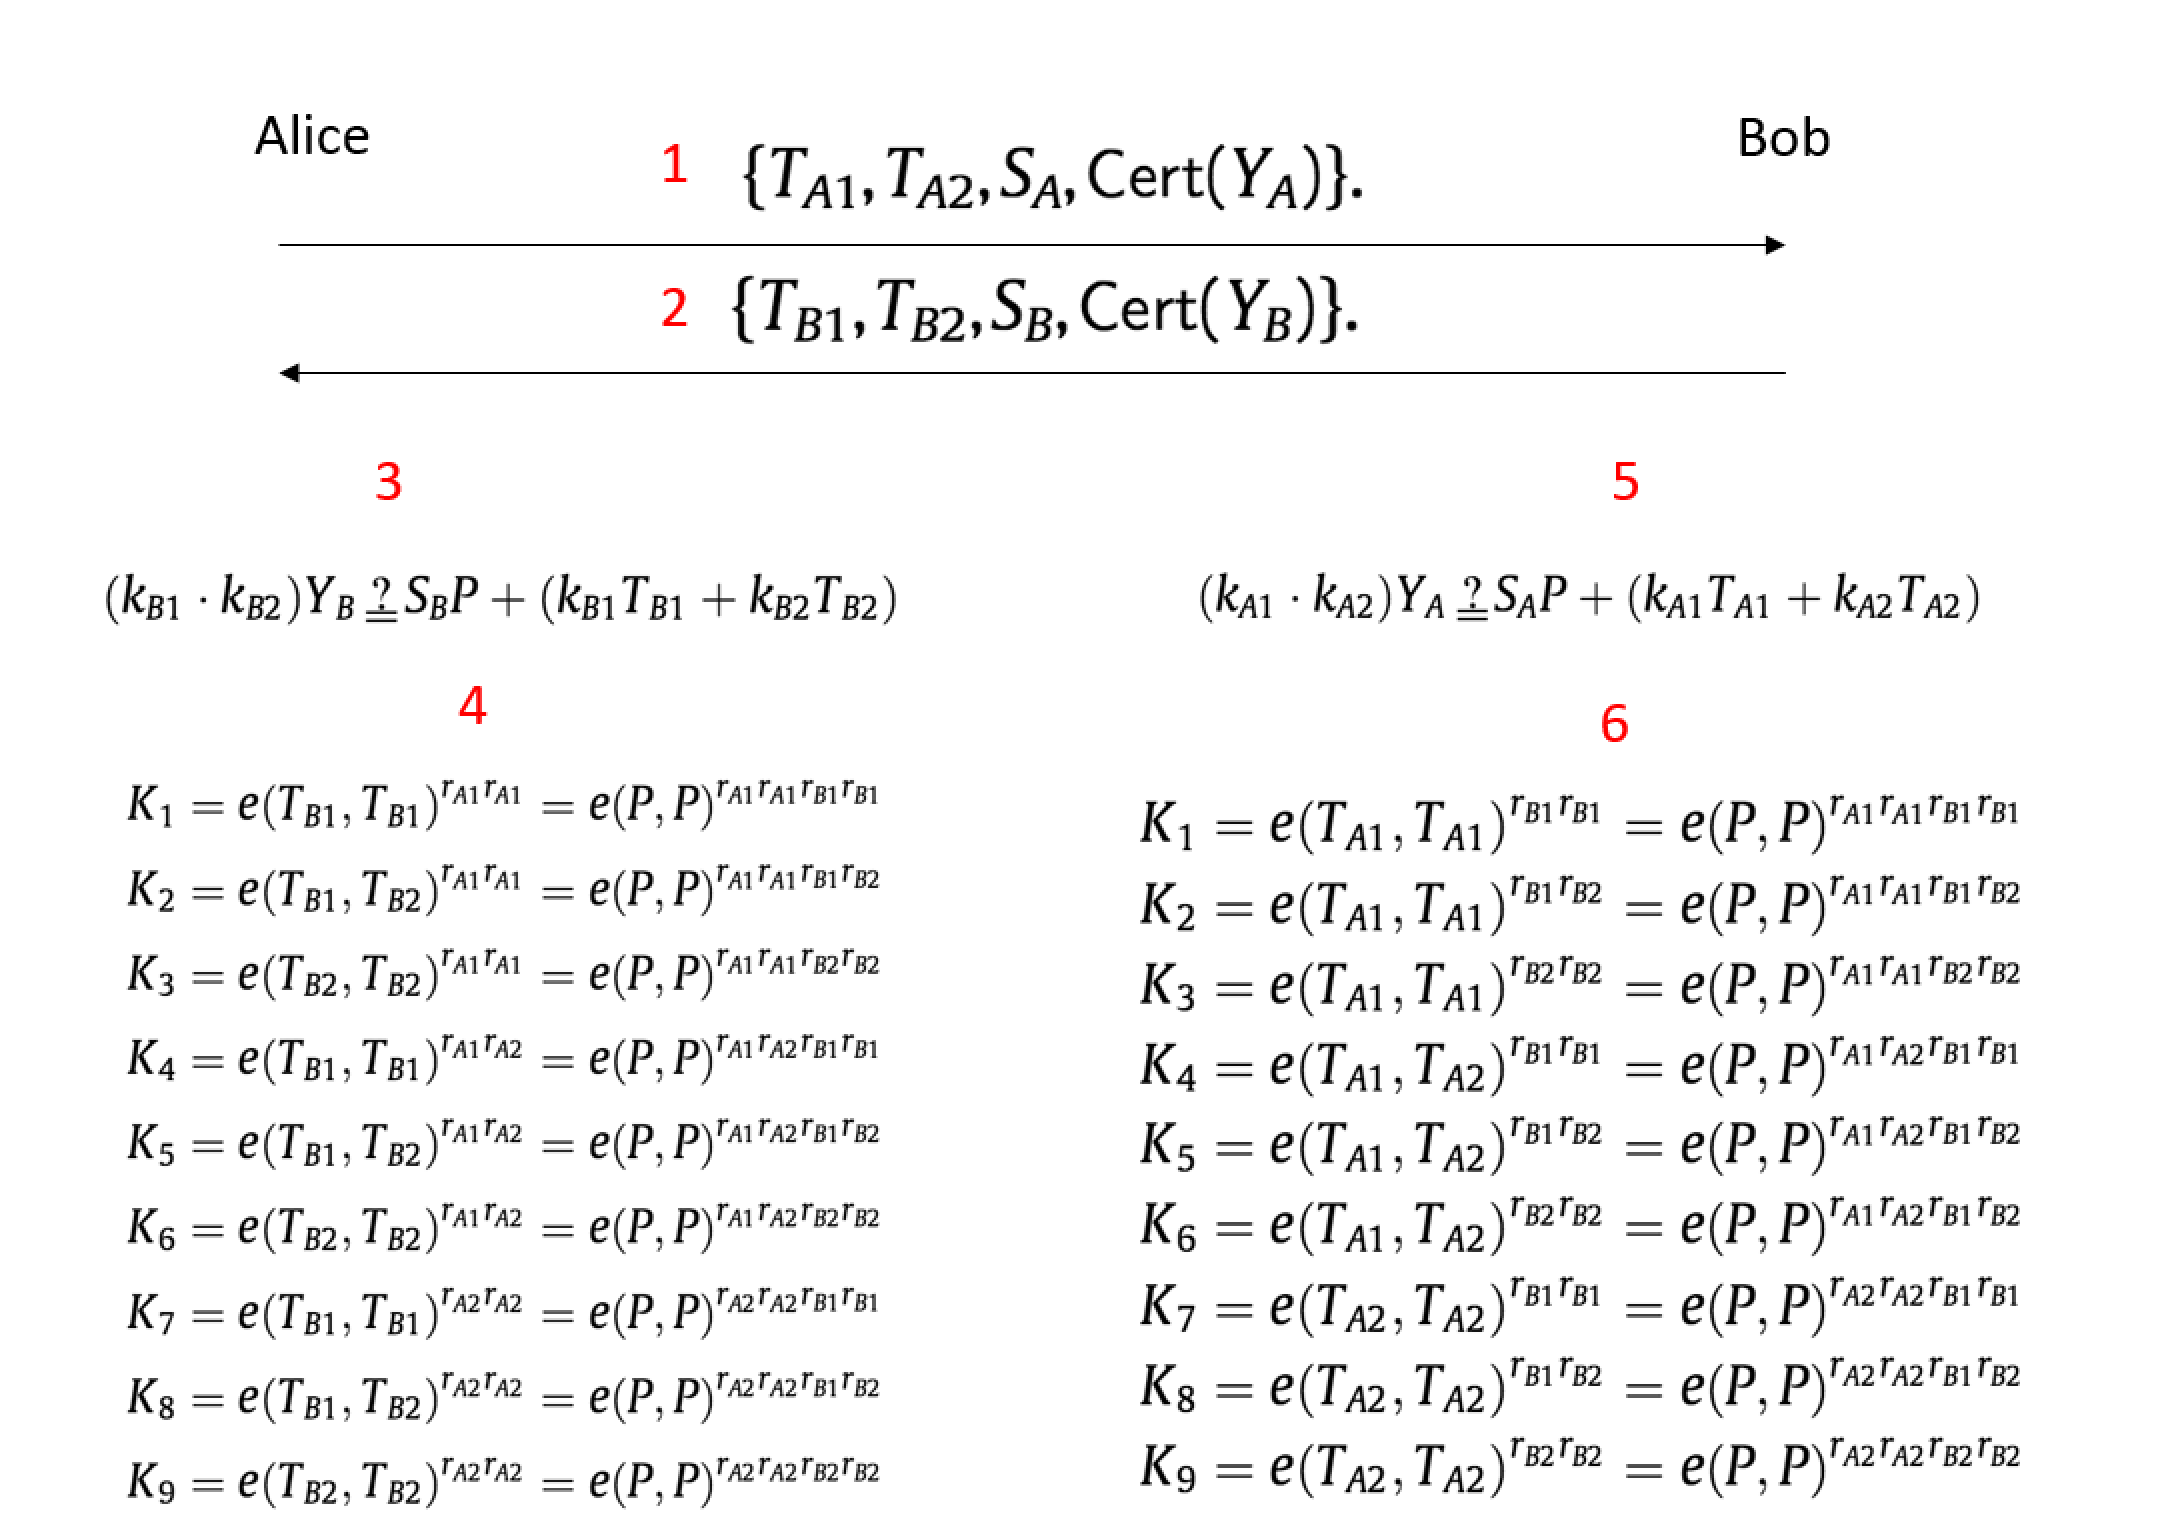 Alice
Bob
1 {T_{A1}, T_{A2}, S_A, Cert(Y_A)}.
2 {T_{B1}, T_{B2}, S_B, Cert(Y_B)}.
3
(k_{B1} · k_{B2})Y_B ≟ S_BP + (k_{B1}T_{B1} + k_{B2}T_{B2})
4
K_1 = e(T_{B1}, T_{B1})^{r_{A1}r_{A1}} = e(P, P)^{r_{A1}r_{A1}r_{B1}r_{B1}}
K_2 = e(T_{B1}, T_{B2})^{r_{A1}r_{A1}} = e(P, P)^{r_{A1}r_{A1}r_{B1}r_{B2}}
K_3 = e(T_{B2}, T_{B2})^{r_{A1}r_{A1}} = e(P, P)^{r_{A1}r_{A1}r_{B2}r_{B2}}
K_4 = e(T_{B1}, T_{B1})^{r_{A1}r_{A2}} = e(P, P)^{r_{A1}r_{A2}r_{B1}r_{B1}}
K_5 = e(T_{B1}, T_{B2})^{r_{A1}r_{A2}} = e(P, P)^{r_{A1}r_{A2}r_{B1}r_{B2}}
K_6 = e(T_{B2}, T_{B2})^{r_{A1}r_{A2}} = e(P, P)^{r_{A1}r_{A2}r_{B2}r_{B2}}
K_7 = e(T_{B1}, T_{B1})^{r_{A2}r_{A2}} = e(P, P)^{r_{A2}r_{A2}r_{B1}r_{B1}}
K_8 = e(T_{B1}, T_{B2})^{r_{A2}r_{A2}} = e(P, P)^{r_{A2}r_{A2}r_{B1}r_{B2}}
K_9 = e(T_{B2}, T_{B2})^{r_{A2}r_{A2}} = e(P, P)^{r_{A2}r_{A2}r_{B2}r_{B2}}
5
(k_{A1} · k_{A2})Y_A ≟ S_AP + (k_{A1}T_{A1} + k_{A2}T_{A2})
6
K_1 = e(T_{A1}, T_{A1})^{r_{B1}r_{B1}} = e(P, P)^{r_{A1}r_{A1}r_{B1}r_{B1}}
K_2 = e(T_{A1}, T_{A1})^{r_{B1}r_{B2}} = e(P, P)^{r_{A1}r_{A1}r_{B1}r_{B2}}
K_3 = e(T_{A1}, T_{A1})^{r_{B2}r_{B2}} = e(P, P)^{r_{A1}r_{A1}r_{B2}r_{B2}}
K_4 = e(T_{A1}, T_{A2})^{r_{B1}r_{B1}} = e(P, P)^{r_{A1}r_{A2}r_{B1}r_{B1}}
K_5 = e(T_{A1}, T_{A2})^{r_{B1}r_{B2}} = e(P, P)^{r_{A1}r_{A2}r_{B1}r_{B2}}
K_6 = e(T_{A1}, T_{A2})^{r_{B2}r_{B2}} = e(P, P)^{r_{A1}r_{A2}r_{B1}r_{B2}}
K_7 = e(T_{A2}, T_{A2})^{r_{B1}r_{B1}} = e(P, P)^{r_{A2}r_{A2}r_{B1}r_{B1}}
K_8 = e(T_{A2}, T_{A2})^{r_{B1}r_{B2}} = e(P, P)^{r_{A2}r_{A2}r_{B1}r_{B2}}
K_9 = e(T_{A2}, T_{A2})^{r_{B2}r_{B2}} = e(P, P)^{r_{A2}r_{A2}r_{B2}r_{B2}}